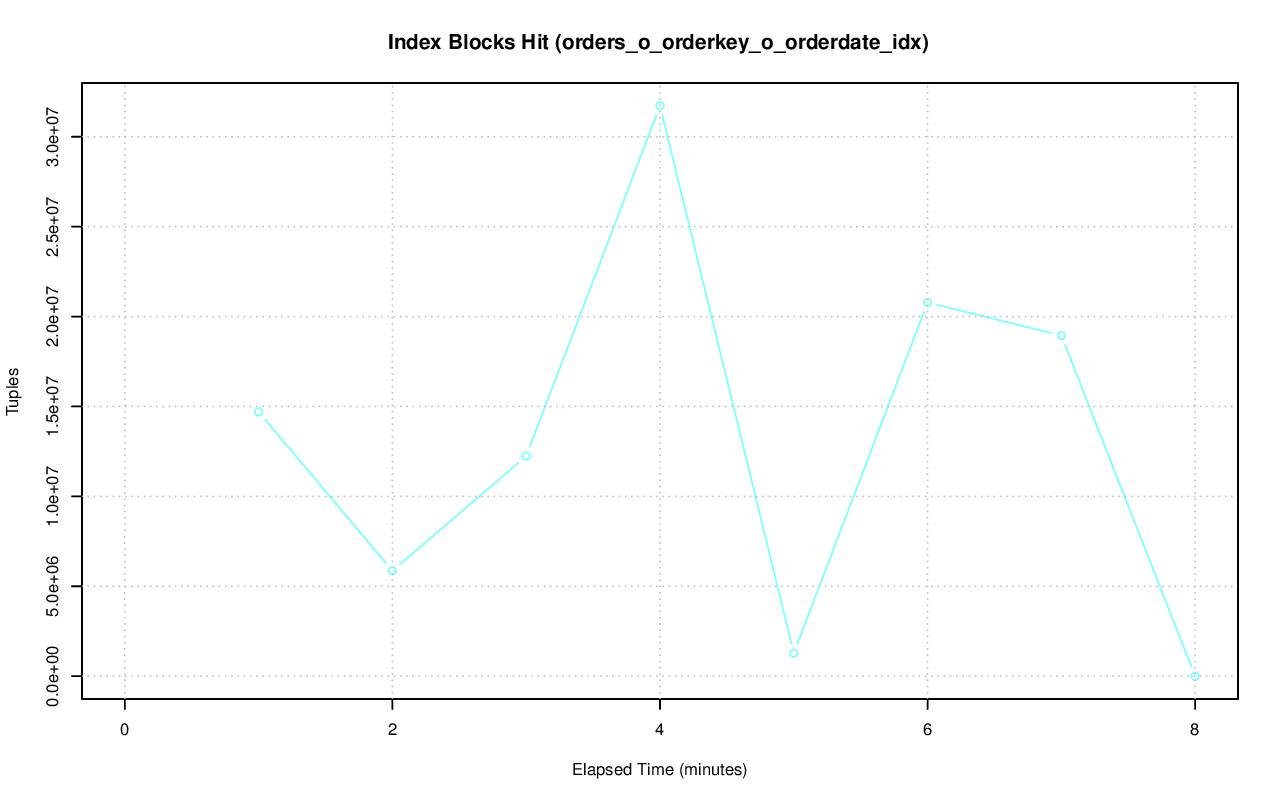 Index Blocks Hit (orders_o_orderkey_o_orderdate_idx)
Tuples
3.0e+07
2.5e+07
2.0e+07
1.5e+07
1.0e+07
5.0e+06
0.0e+00
0 2 4 6 8
Elapsed Time (minutes)